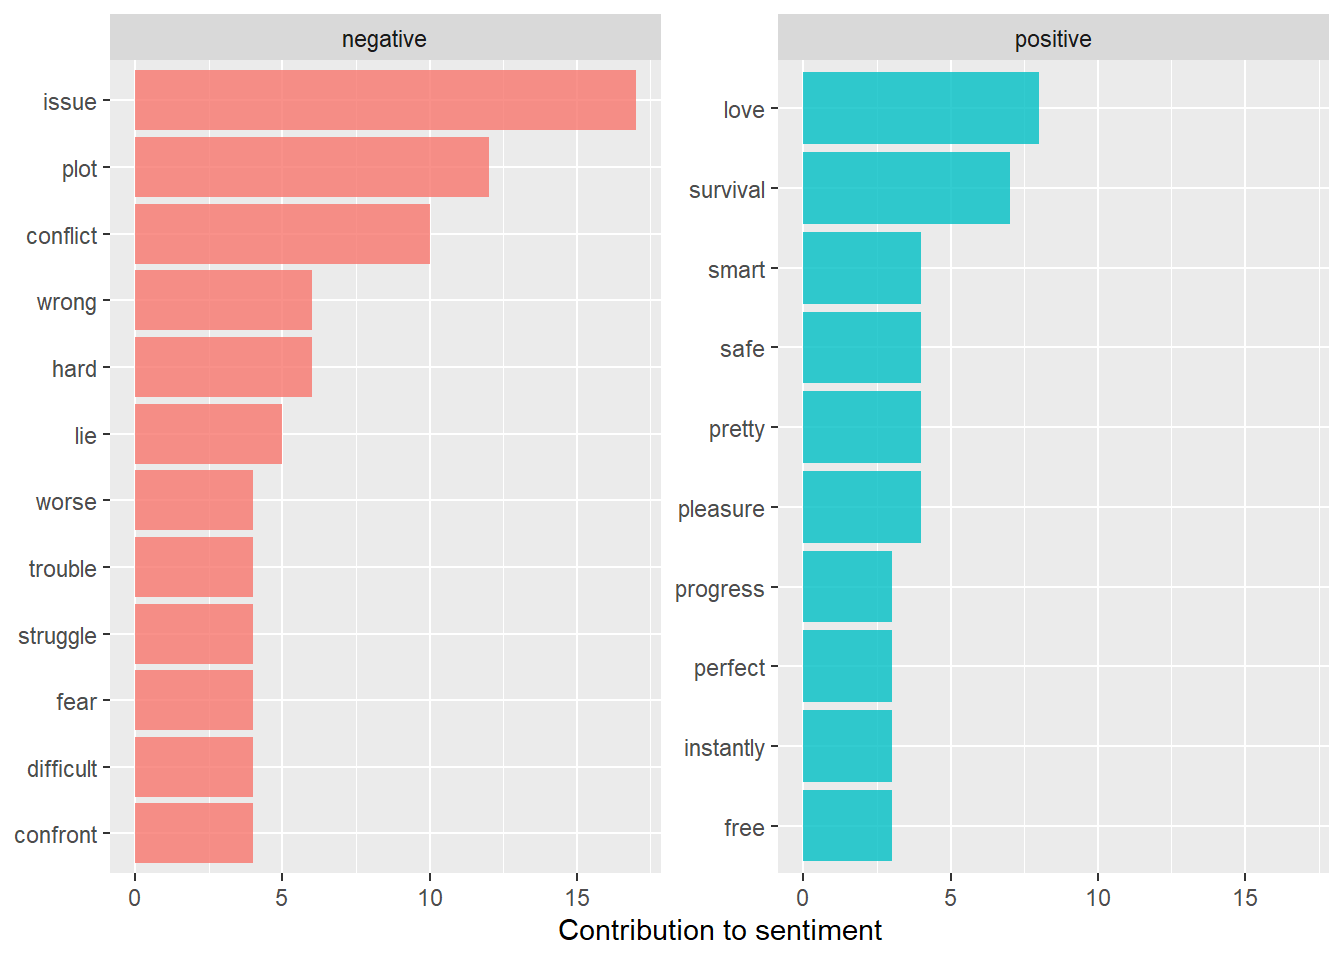 negative
issue
plot
conflict
wrong
hard
lie
worse
trouble
struggle
fear
difficult
confront
0 5 10 15
positive
love
survival
smart
safe
pretty
pleasure
progress
perfect
instantly
free
0 5 10 15
Contribution to sentiment